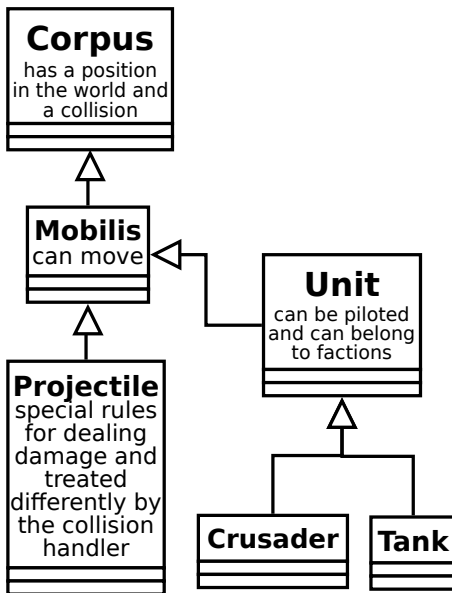 Corpus
has a position
in the world and
a collision
Mobilis
can move
Unit
can be piloted
and can belong
to factions
Projectile
special rules
for dealing
damage and
treated
differently by
the collision
handler
Crusader
Tank